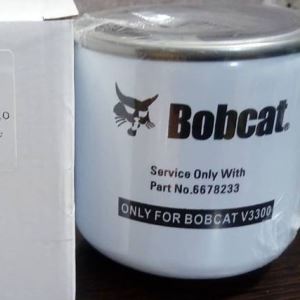 Bobcat®
Service Only With
Part No.6678233
ONLY FOR BOBCAT V3300